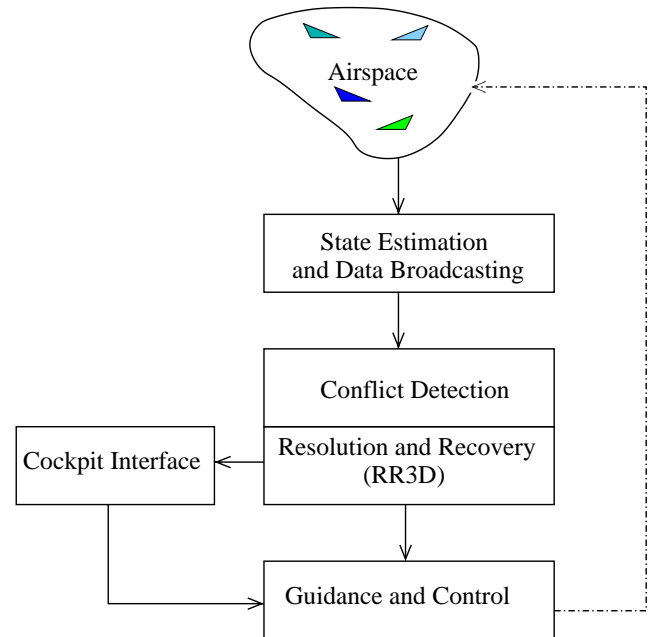 Airspace
State Estimation
and Data Broadcasting
Conflict Detection
Resolution and Recovery
(RR3D)
Cockpit Interface
Guidance and Control